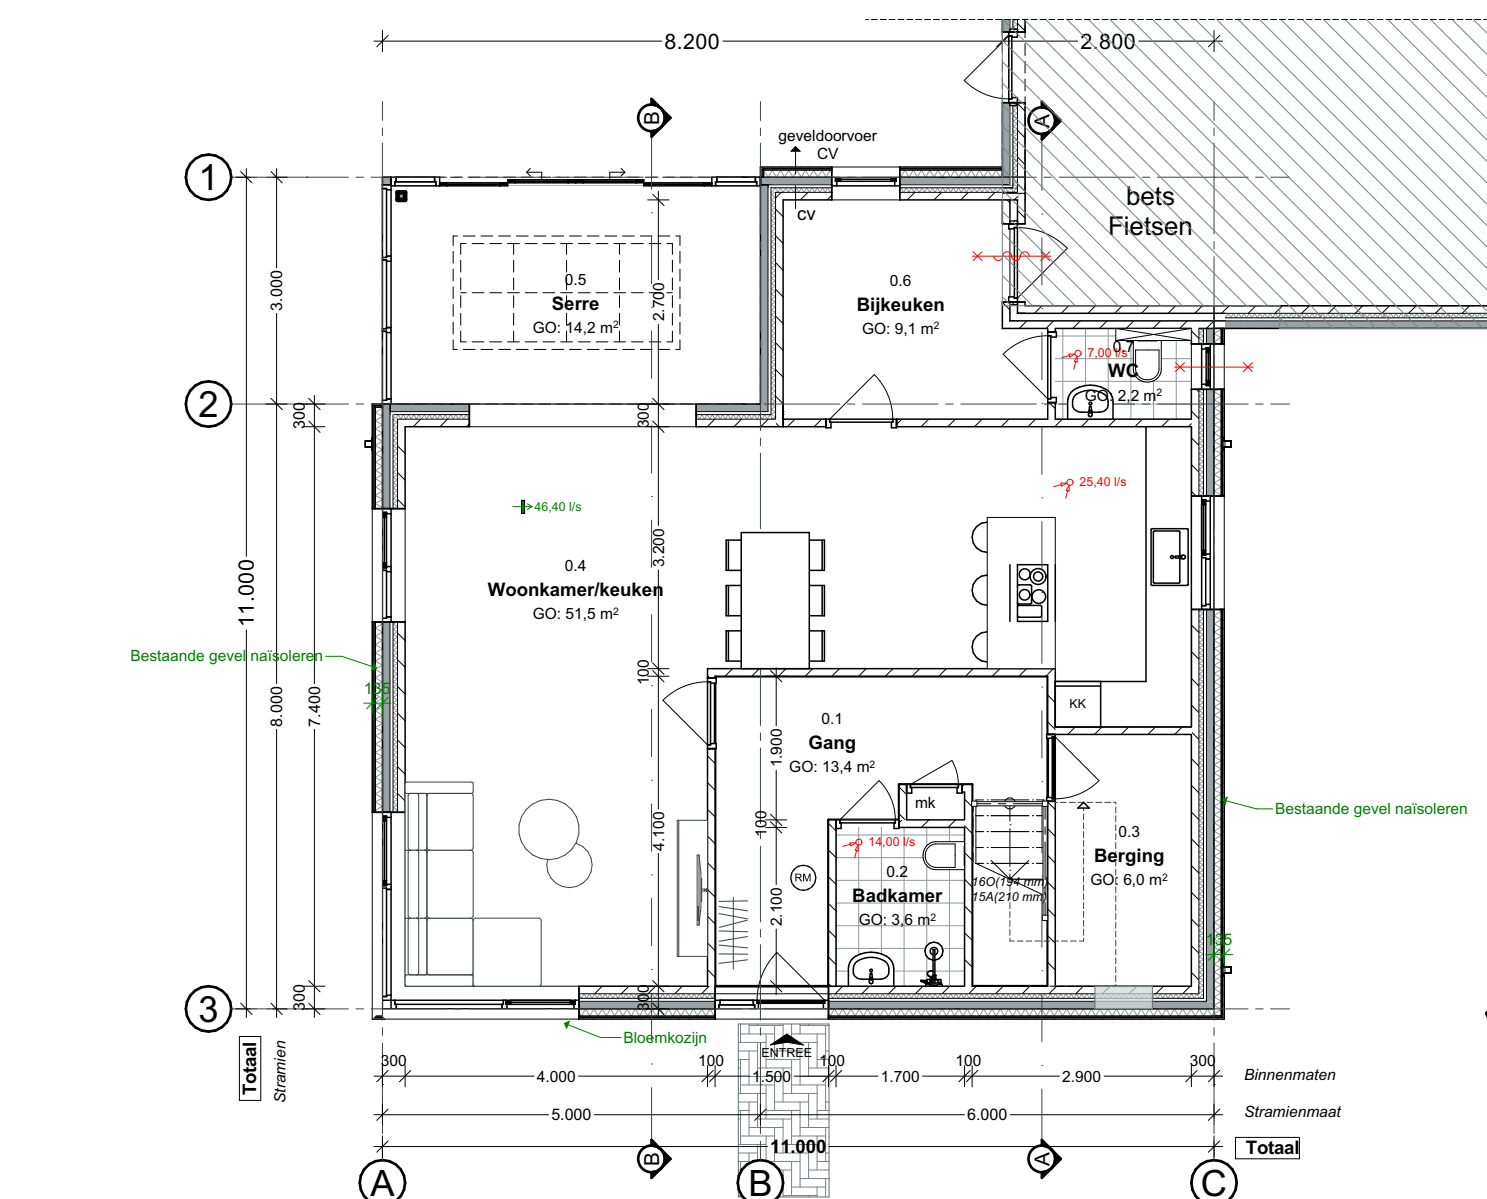 8.200
2.800
B
A
geveldoorvoer
CV
CV
1
bets
Fietsen
0.5
Serre
GO: 14,2 m²
2.700
3.000
0.6
Bijkeuken
GO: 9,1 m²
7,00 l/s
0.7
WC
GO: 2,2 m²
2
300
300
25,40 l/s
46,40 l/s
0.4
Woonkamer/keuken
GO: 51,5 m²
3.200
11.000
Bestaande gevel naïsoleren
135
8.000
7.400
100
KK
0.1
Gang
GO: 13,4 m²
1.900
mk
100
4.100
Bestaande gevel naïsoleren
0.3
Berging
GO: 6,0 m²
14,00 l/s
0.2
Badkamer
GO: 3,6 m²
RM
16O(194 mm)
15A(210 mm)
2.100
135
3
300
300
Bloemkozijn
ENTREE
Totaal
Stramien
300
4.000
100
1.500
100
1.700
100
2.900
300
Binnenmaten
5.000
6.000
Stramienmaat
11.000
Totaal
B
A
A
B
C